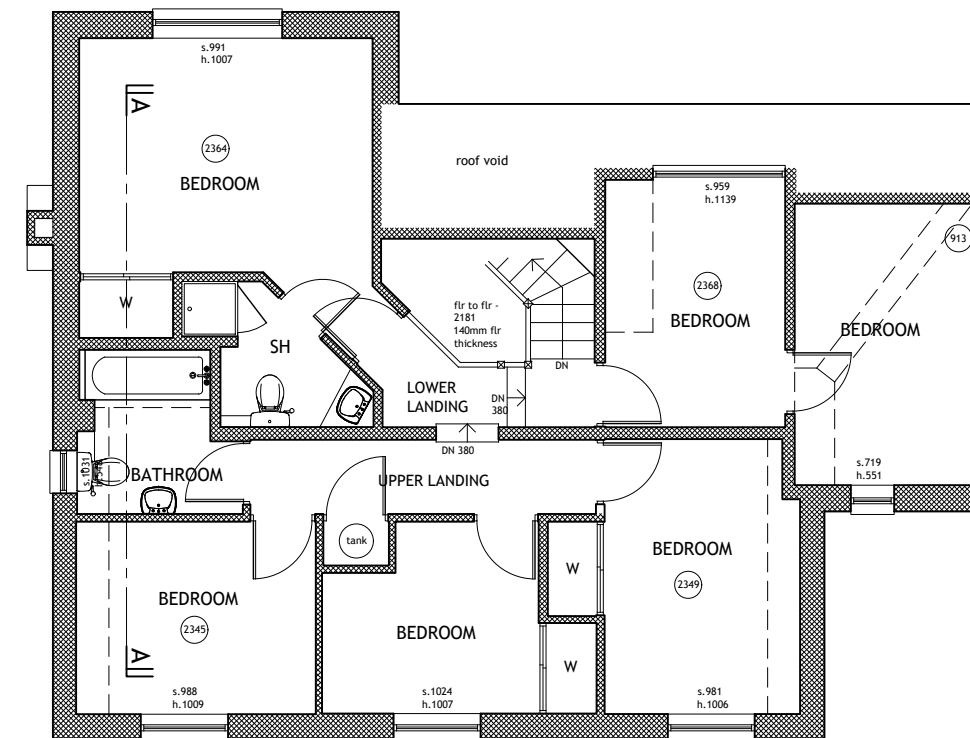 s.991
h.1007
A
2364
BEDROOM
roof void
s.959
h.1139
913
2368
BEDROOM
BEDROOM
W
flr to flr -
2181
140mm flr
thickness
SH
DN
LOWER
LANDING
DN
380
DN 380
s.1031
BATHROOM
UPPER LANDING
s.719
h.551
tank
BEDROOM
2349
W
BEDROOM
2345
BEDROOM
A
W
s.988
h.1009
s.1024
h.1007
s.981
h.1006